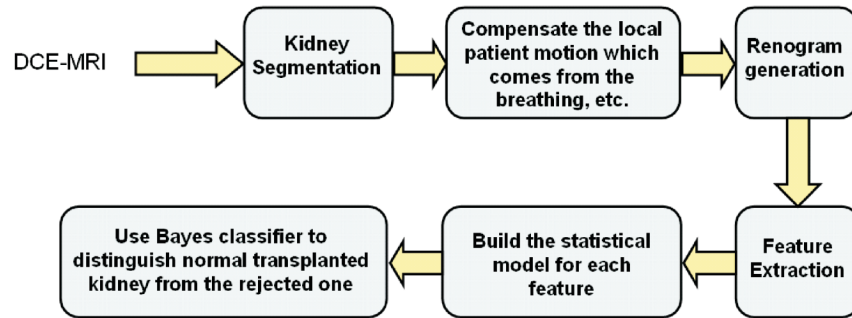 DCE-MRI
Kidney
Segmentation
Compensate the local
patient motion which
comes from the
breathing, etc.
Renogram
generation
Feature
Extraction
Build the statistical
model for each
feature
Use Bayes classifier to
distinguish normal transplanted
kidney from the rejected one